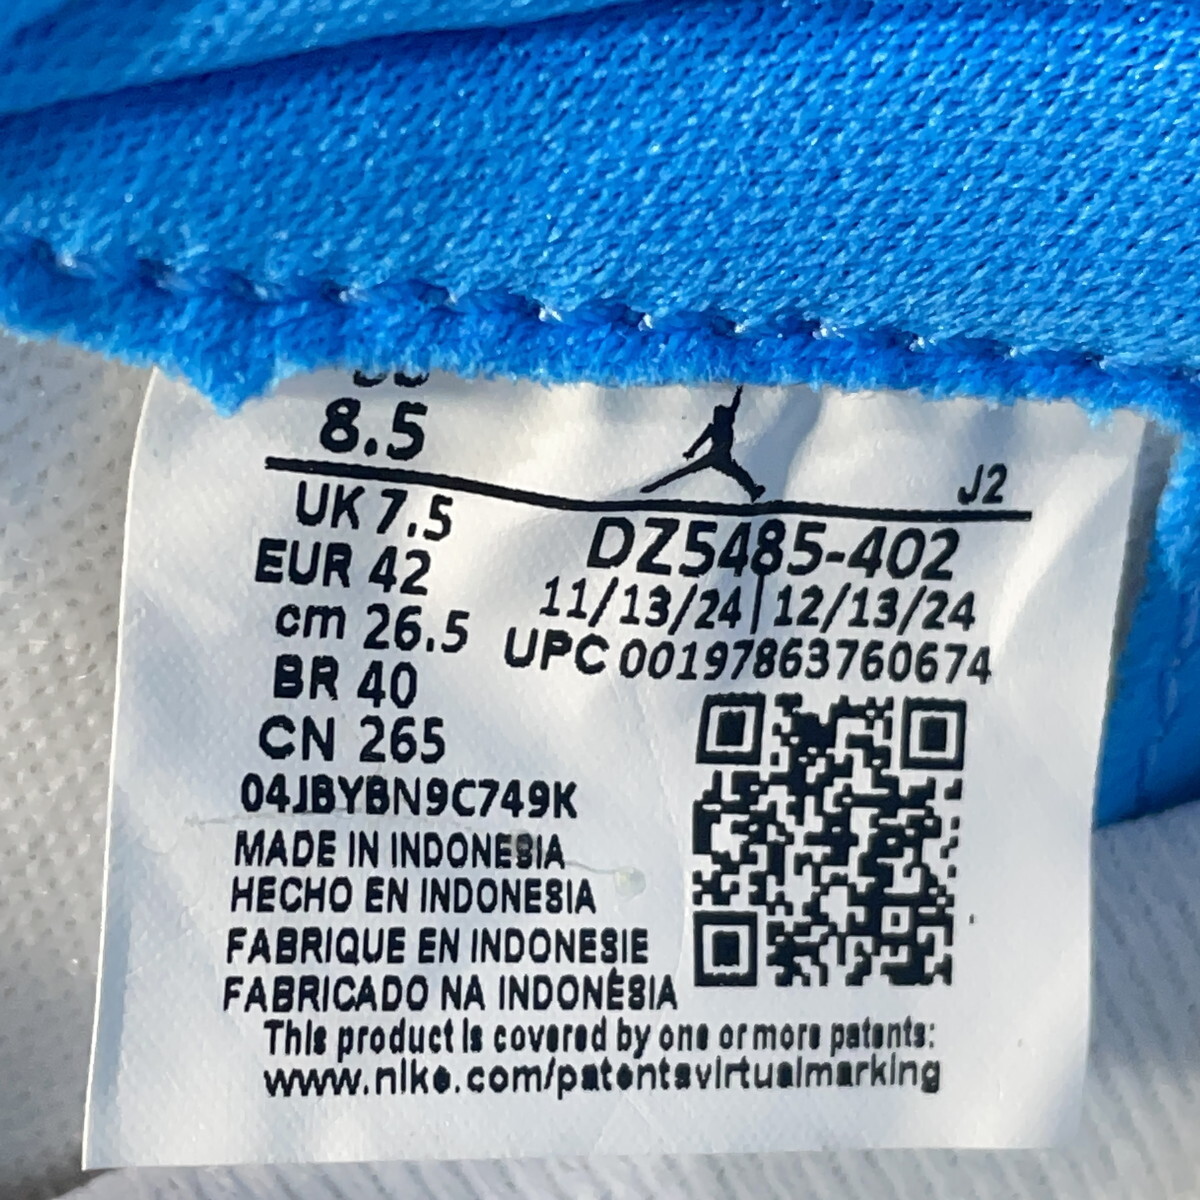 8.5
J2
UK 7.5
EUR 42
cm 26.5
BR 40
CN 265
DZ5485-402
11/13/24 | 12/13/24
UPC 00197863760674
04JBYBN9C749K
MADE IN INDONESIA
HECHO EN INDONESIA
FABRIQUE EN INDONESIE
FABRICADO NA INDONÉSIA
This product is covered by one or more patents:
www.nike.com/patentsvirtualmarking